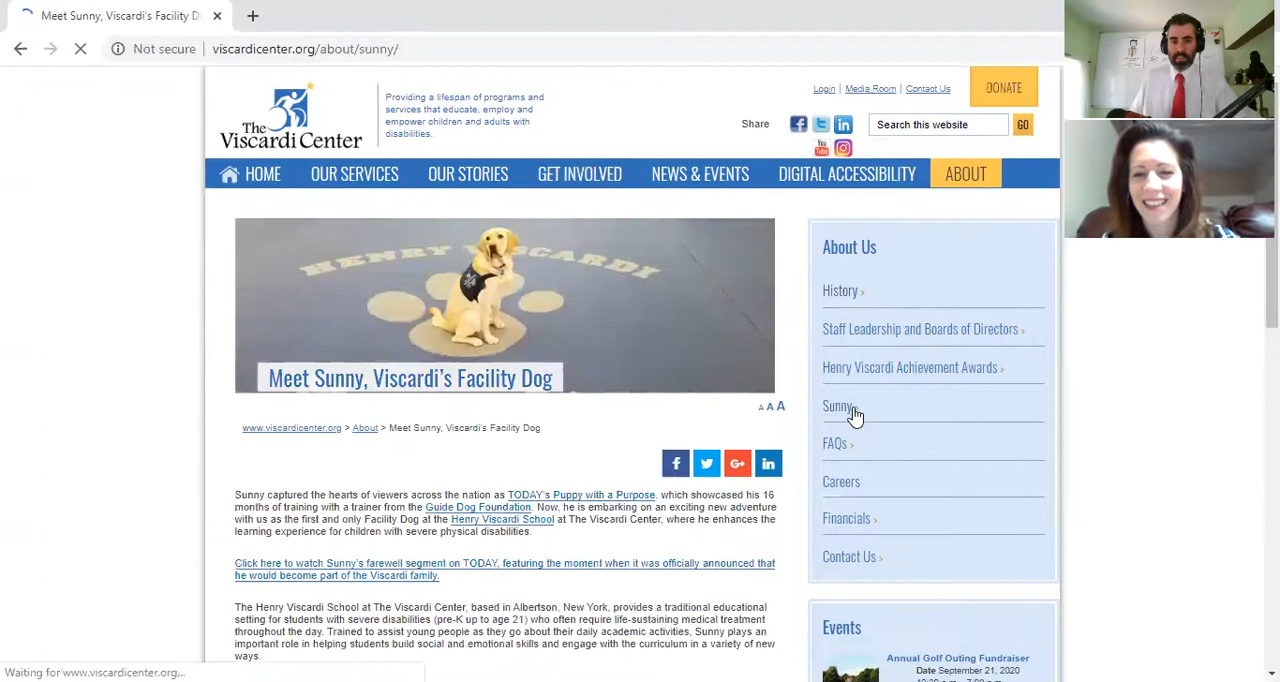 Meet Sunny, Viscardi's Facility D
Not secure
viscardicenter.org/about/sunny/
The
Viscardi Center
Providing a lifespan of programs and
services that educate, employ and
empower children and adults with
disabilities.
Login | Media Room | Contact Us
DONATE
Share
Search this website
GO
HOME
OUR SERVICES
OUR STORIES
GET INVOLVED
NEWS & EVENTS
DIGITAL ACCESSIBILITY
ABOUT
HENRY VISCARDI
Meet Sunny, Viscardi's Facility Dog
A A A
www.viscardicenter.org > About > Meet Sunny, Viscardi's Facility Dog
Sunny captured the hearts of viewers across the nation as TODAY's Puppy with a Purpose, which showcased his 16
months of training with a trainer from the Guide Dog Foundation. Now, he is embarking on an exciting new adventure
with us as the first and only Facility Dog at the Henry Viscardi School at The Viscardi Center, where he enhances the
learning experience for children with severe physical disabilities.
Click here to watch Sunny's farewell segment on TODAY, featuring the moment when it was officially announced that
he would become part of the Viscardi family.
The Henry Viscardi School at The Viscardi Center, based in Albertson, New York, provides a traditional educational
setting for students with severe disabilities (pre-K up to age 21) who often require life-sustaining medical treatment
throughout the day. Trained to assist young people as they go about their daily academic activities, Sunny plays an
important role in helping students build social and emotional skills and engage with the curriculum in a variety of new
ways.
About Us
History ›
Staff Leadership and Boards of Directors ›
Henry Viscardi Achievement Awards ›
Sunny
FAQs ›
Careers
Financials ›
Contact Us ›
Events
Annual Golf Outing Fundraiser
Date September 21, 2020
Waiting for www.viscardicenter.org...